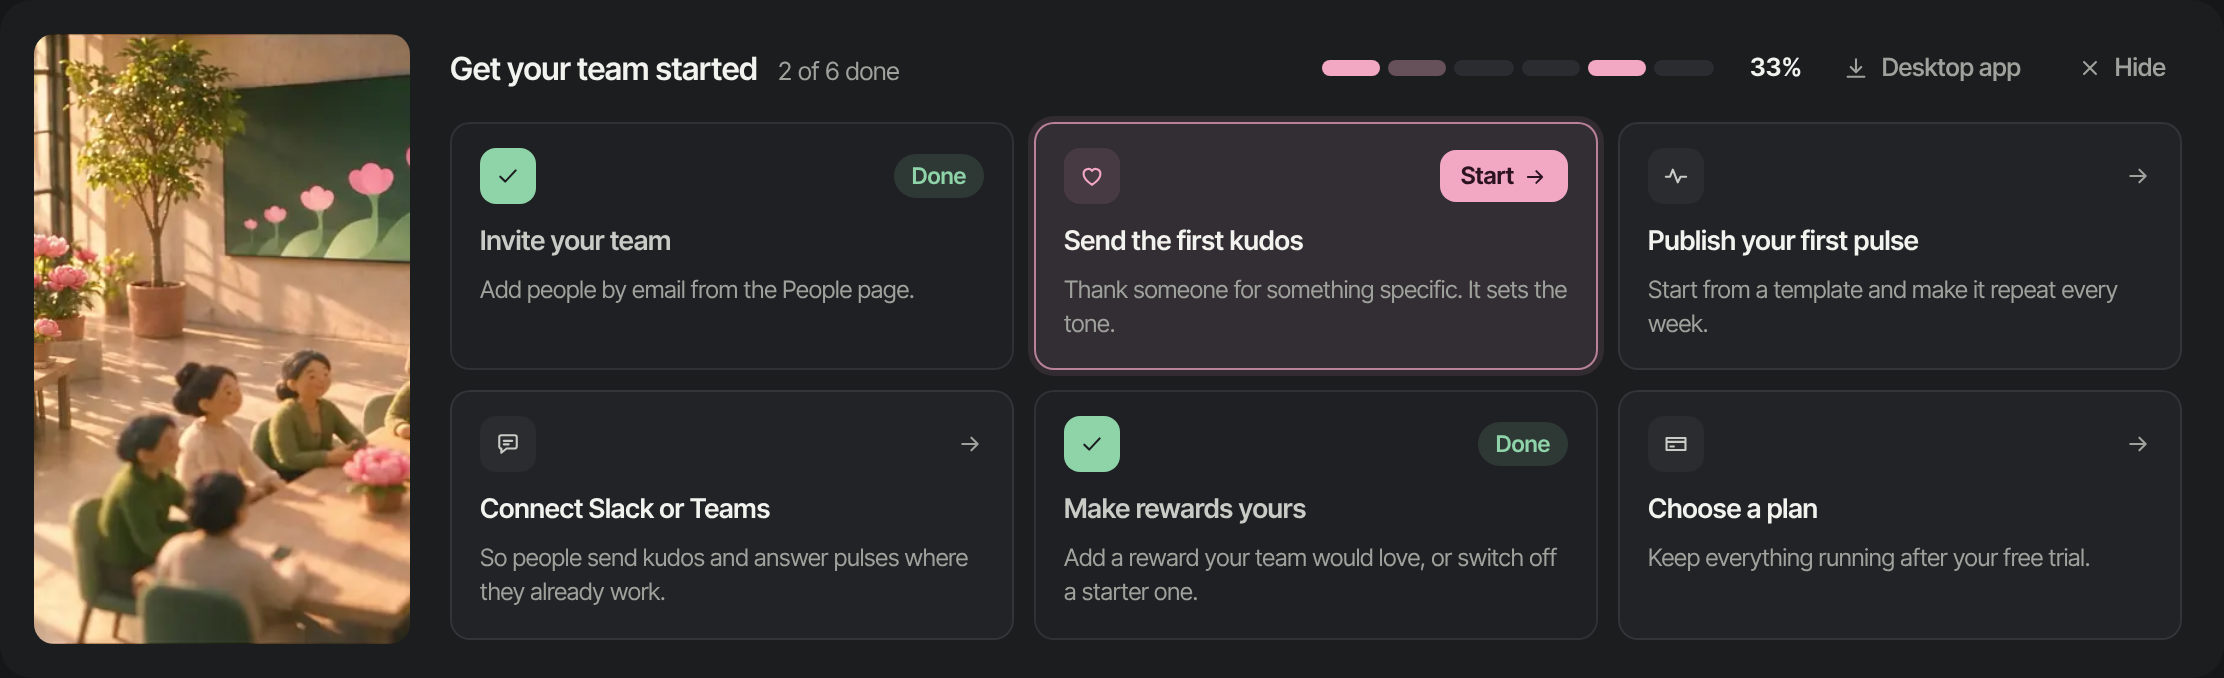 Get your team started
2 of 6 done
33%
Desktop app
Hide
Done
Invite your team
Add people by email from the People page.
Start
Send the first kudos
Thank someone for something specific. It sets the
tone.
Publish your first pulse
Start from a template and make it repeat every
week.
Connect Slack or Teams
So people send kudos and answer pulses where
they already work.
Done
Make rewards yours
Add a reward your team would love, or switch off
a starter one.
Choose a plan
Keep everything running after your free trial.